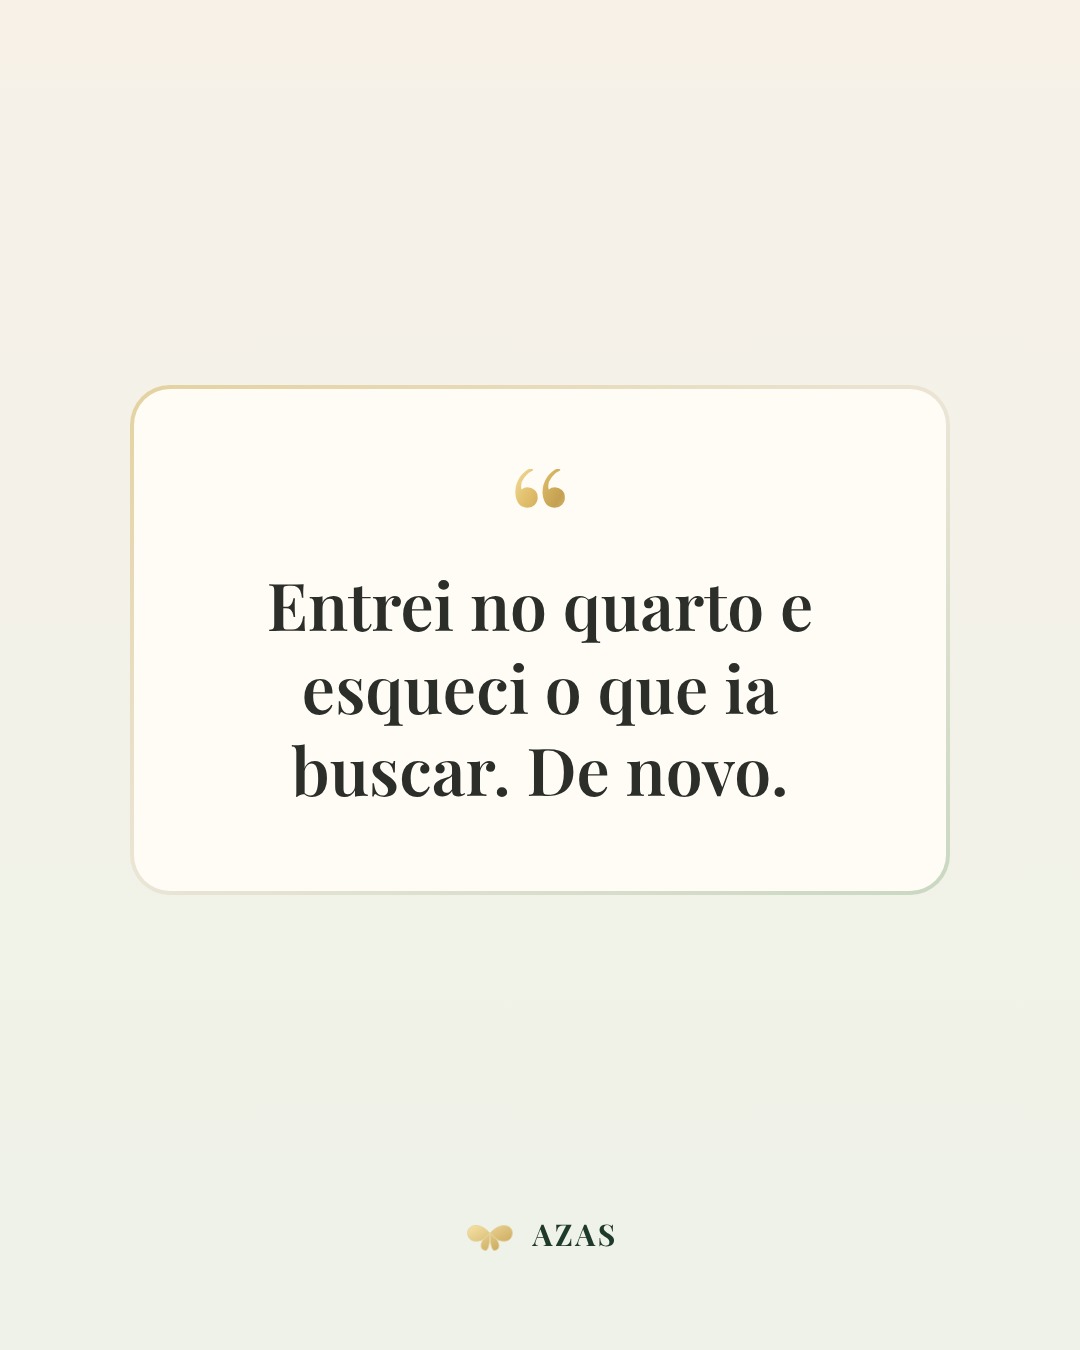 “
Entrei no quarto e
esqueci o que ia
buscar. De novo.
AZAS